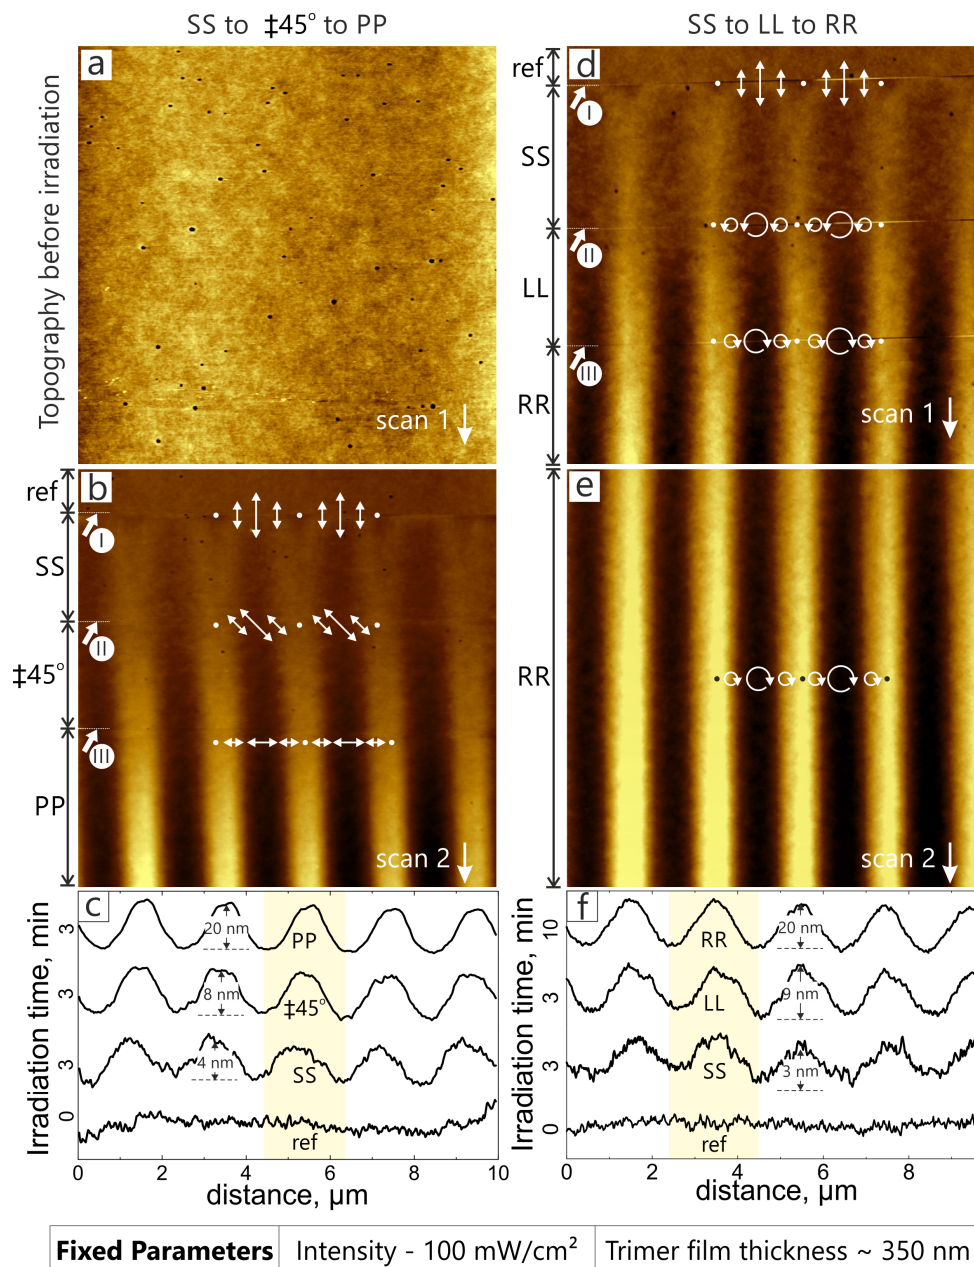 SS to ‡45° to PP
SS to LL to RR
Topography before irradiation
a
scan 1
d
ref
I
SS
II
LL
III
RR
scan 1
b
ref
I
SS
II
‡45°
III
PP
scan 2
e
RR
scan 2
c
Irradiation time, min
3
20 nm
PP
3
8 nm
‡45°
3
4 nm
SS
0
ref
0 2 4 6 8 10
distance, µm
f
Irradiation time, min
10
20 nm
RR
3
9 nm
LL
3
3 nm
SS
0
ref
0 2 4 6 8
distance, µm
Fixed Parameters
Intensity - 100 mW/cm²
Trimer film thickness ~ 350 nm